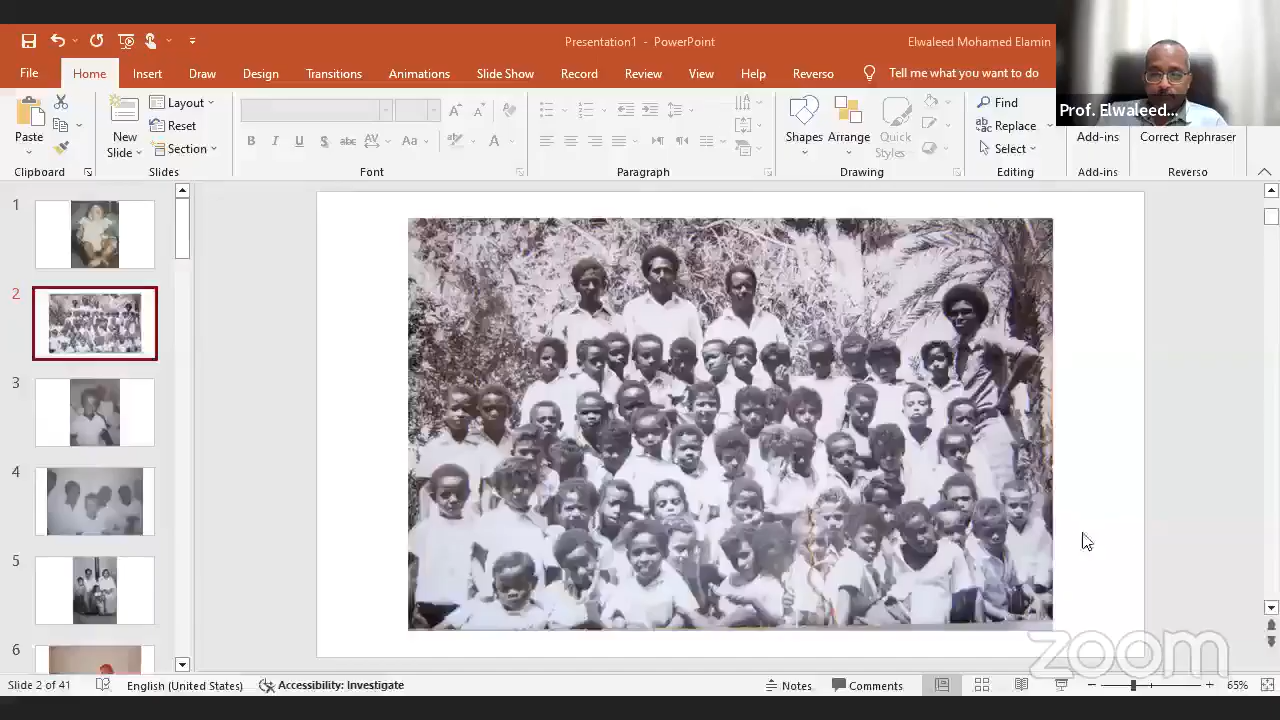 Presentation1 - PowerPoint
Elwaleed Mohamed Elamin
File Home Insert Draw Design Transitions Animations Slide Show Record Review View Help Reverso Tell me what you want to do
Prof. Elwaleed...
Paste
New Slide
Layout
Reset
Section
B I U S abc AV Aa A
Shapes
Arrange
Quick Styles
Find
Replace
Select
Add-ins
Correct Rephraser
Clipboard Slides Font Paragraph Drawing Editing Add-ins Reverso
1
2
3
4
5
6
zoom
Slide 2 of 41 English (United States) Accessibility: Investigate Notes Comments 65%